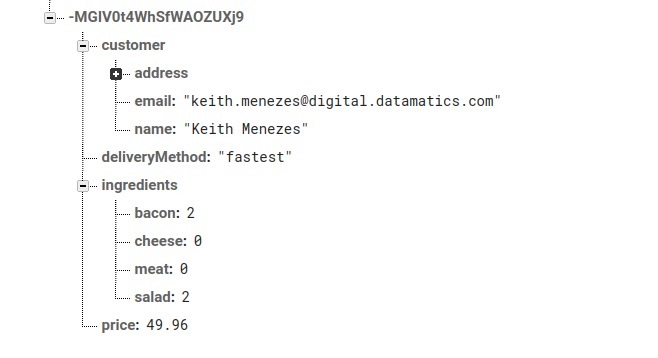 -MGIV0t4WhSfWAOZUXj9
customer
address
email: "keith.menezes@digital.datamatics.com"
name: "Keith Menezes"
deliveryMethod: "fastest"
ingredients
bacon: 2
cheese: 0
meat: 0
salad: 2
price: 49.96